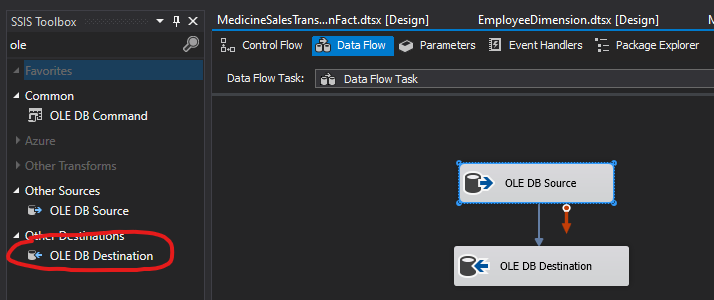 SSIS Toolbox
ole
Favorites
Common
OLE DB Command
Azure
Other Transforms
Other Sources
OLE DB Source
Other Destinations
OLE DB Destination
MedicineSalesTrans...nFact.dtsx [Design]
EmployeeDimension.dtsx [Design]
M
Control Flow
Data Flow
Parameters
Event Handlers
Package Explorer
Data Flow Task:
Data Flow Task
OLE DB Source
OLE DB Destination